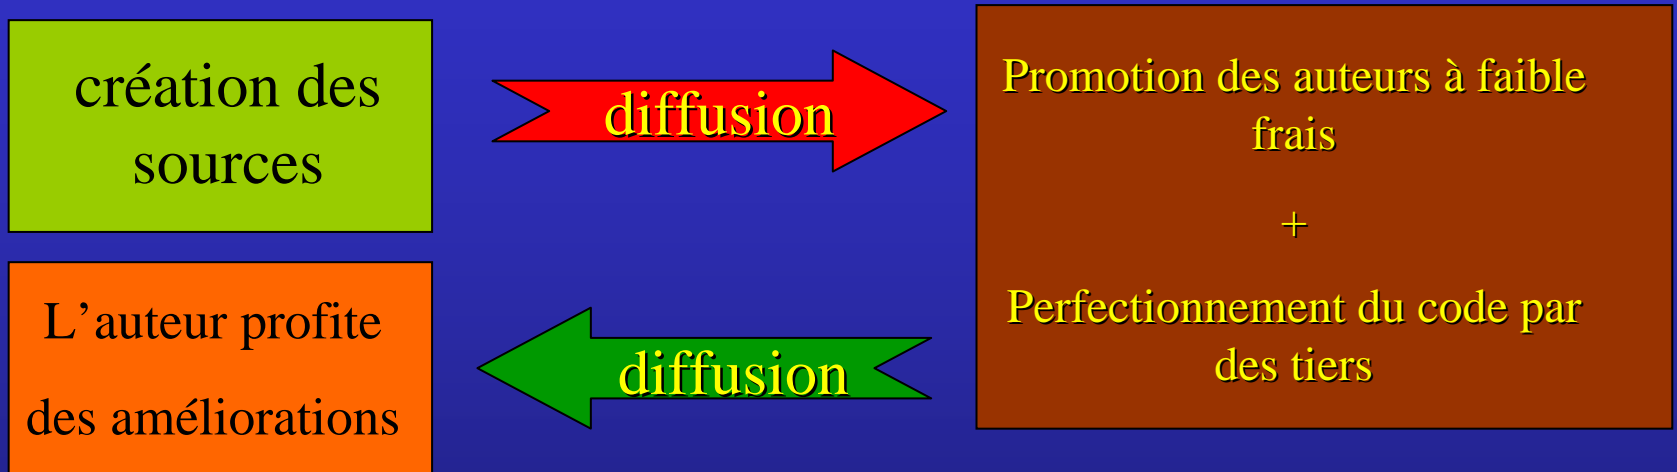 création des
sources
diffusion
Promotion des auteurs à faible
frais
+
Perfectionnement du code par
des tiers
diffusion
L’auteur profite
des améliorations